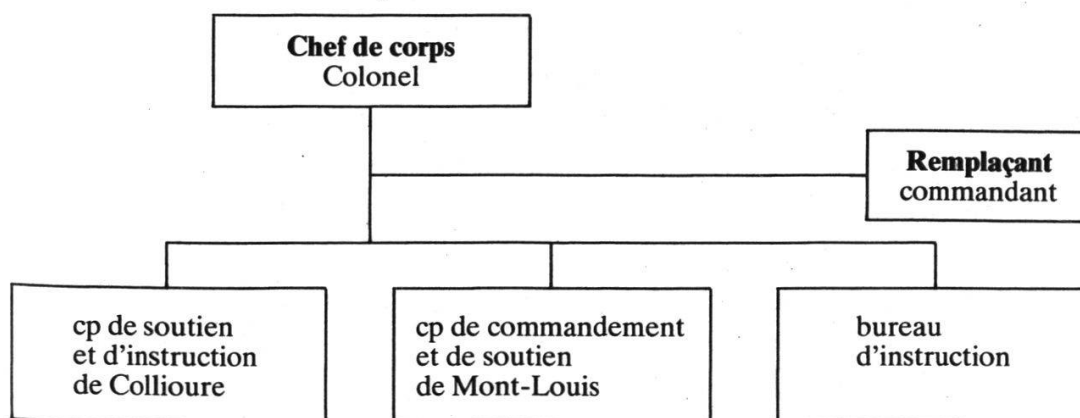 Chef de corps
Colonel
Remplaçant
commandant
cp de soutien
et d'instruction
de Collioure
cp de commandement
et de soutien
de Mont-Louis
bureau
d'instruction